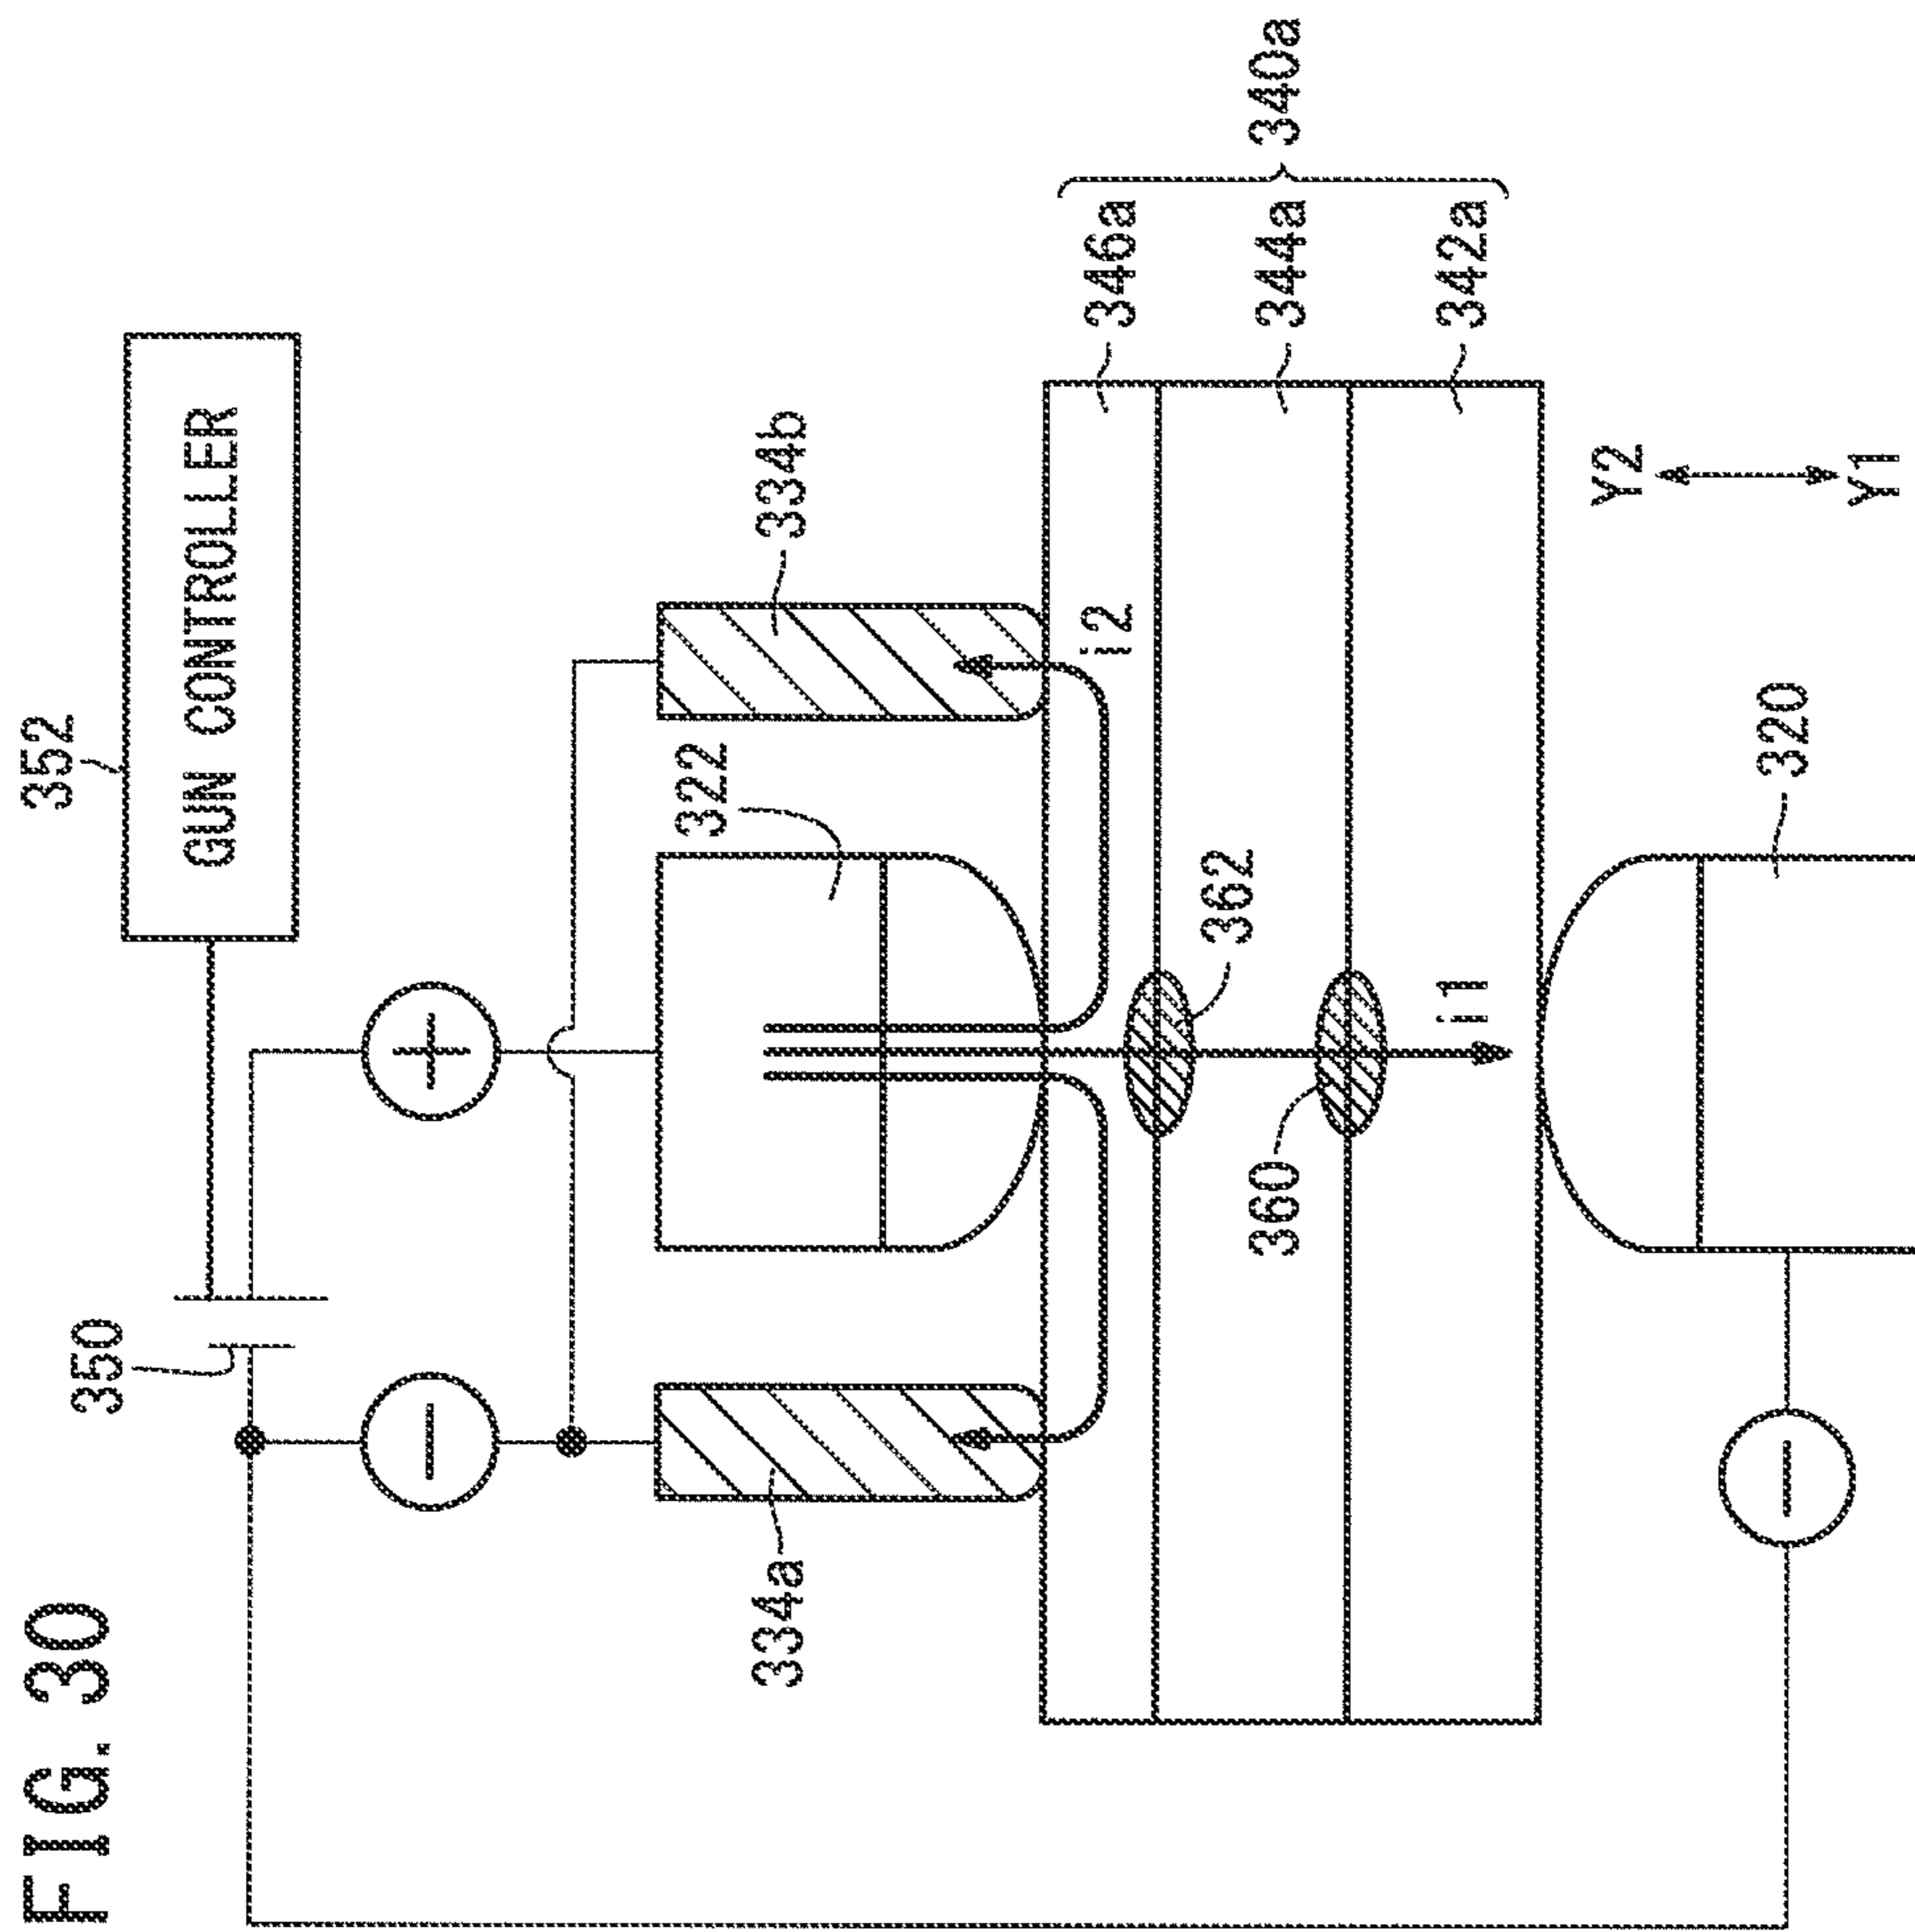 FIG. 30
350
352
GUN CONTROLLER
+
−
334a
322
334b
i2
346a
344a
342a
340a
362
360
i1
Y2
Y1
320
−